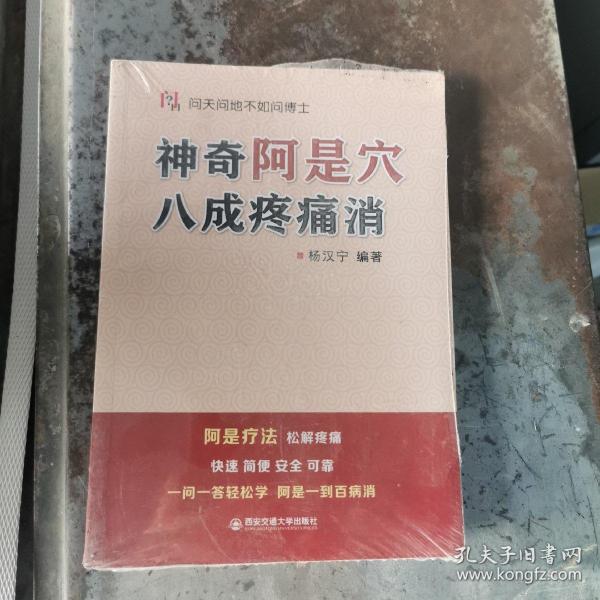 问天问地不如问博士
神奇阿是穴
八成疼痛消
杨汉宁 编著
阿是疗法 松解疼痛
快速 简便 安全 可靠
一问一答轻松学 阿是一到百病消
西安交通大学出版社
孔夫子旧书网
www.kongfz.com